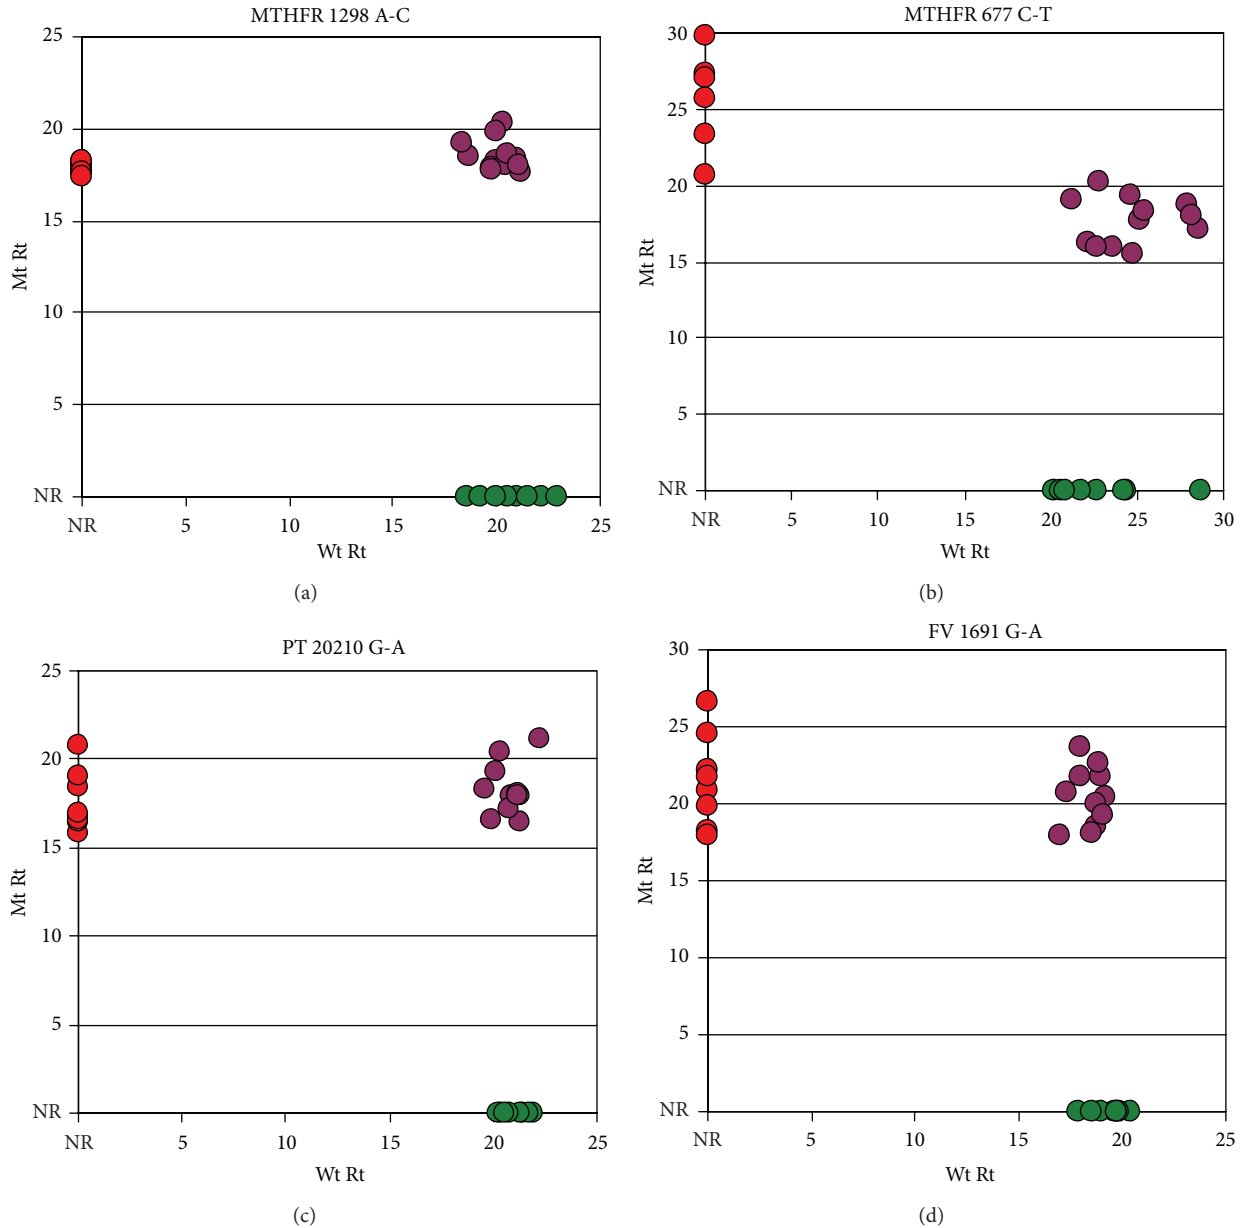 MTHFR 1298 A-C
25
20
15
10
5
NR
Mt Rt
NR 5 10 15 20 25
Wt Rt
(a)
MTHFR 677 C-T
30
25
20
15
10
5
NR
Mt Rt
NR 5 10 15 20 25 30
Wt Rt
(b)
PT 20210 G-A
25
20
15
10
5
NR
Mt Rt
NR 5 10 15 20 25
Wt Rt
(c)
FV 1691 G-A
30
25
20
15
10
5
NR
Mt Rt
NR 5 10 15 20 25
Wt Rt
(d)